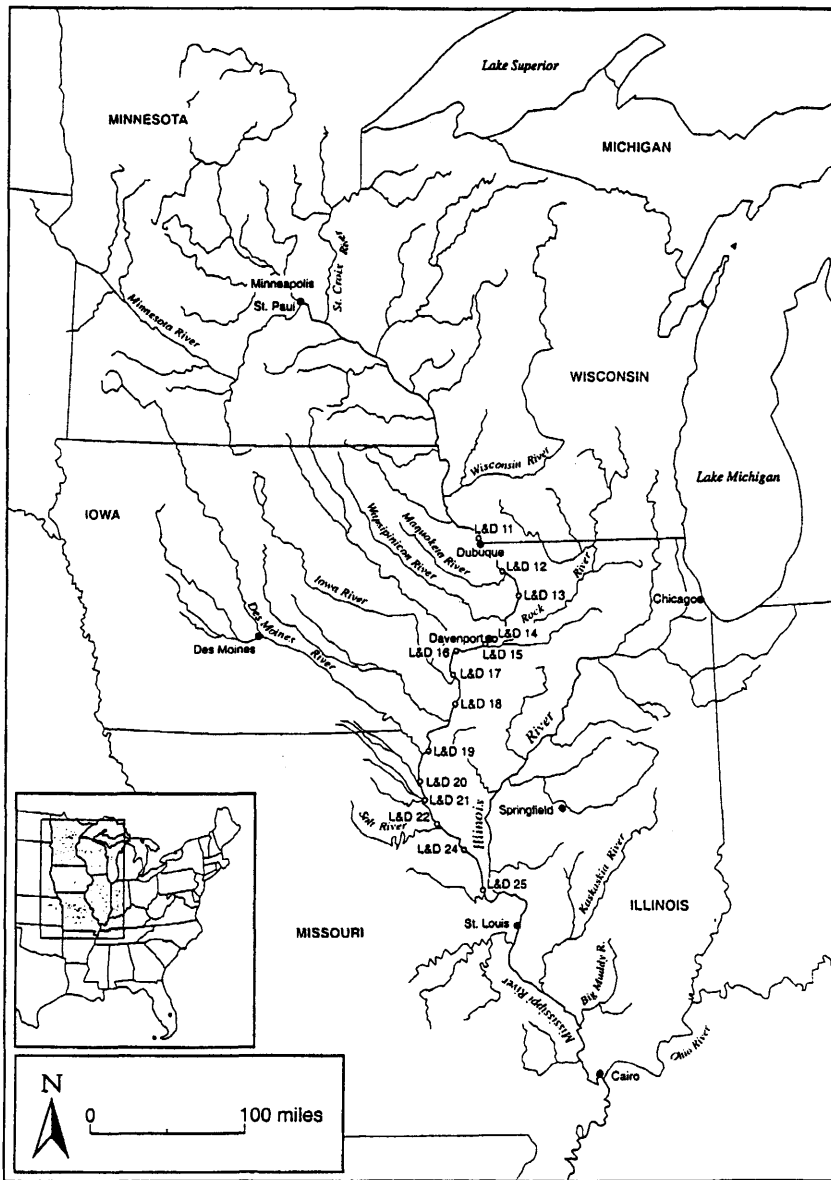 Lake Superior
MINNESOTA
MICHIGAN
St. Croix River
Minneapolis
St. Paul
Minnesota River
WISCONSIN
Wisconsin River
Lake Michigan
IOWA
L&D 11
Dubuque
Maquoketa River
Wapsipinicon River
L&D 12
Iowa River
L&D 13
Rock River
Chicago
Des Moines River
Des Moines
Davenport
L&D 14
L&D 16
L&D 15
L&D 17
L&D 18
L&D 19
L&D 20
L&D 21
L&D 22
Salt River
Illinois River
Springfield
L&D 24
Kaskaskia River
L&D 25
ILLINOIS
St. Louis
MISSOURI
Big Muddy R.
Mississippi River
Ohio River
Cairo
N
0 100 miles